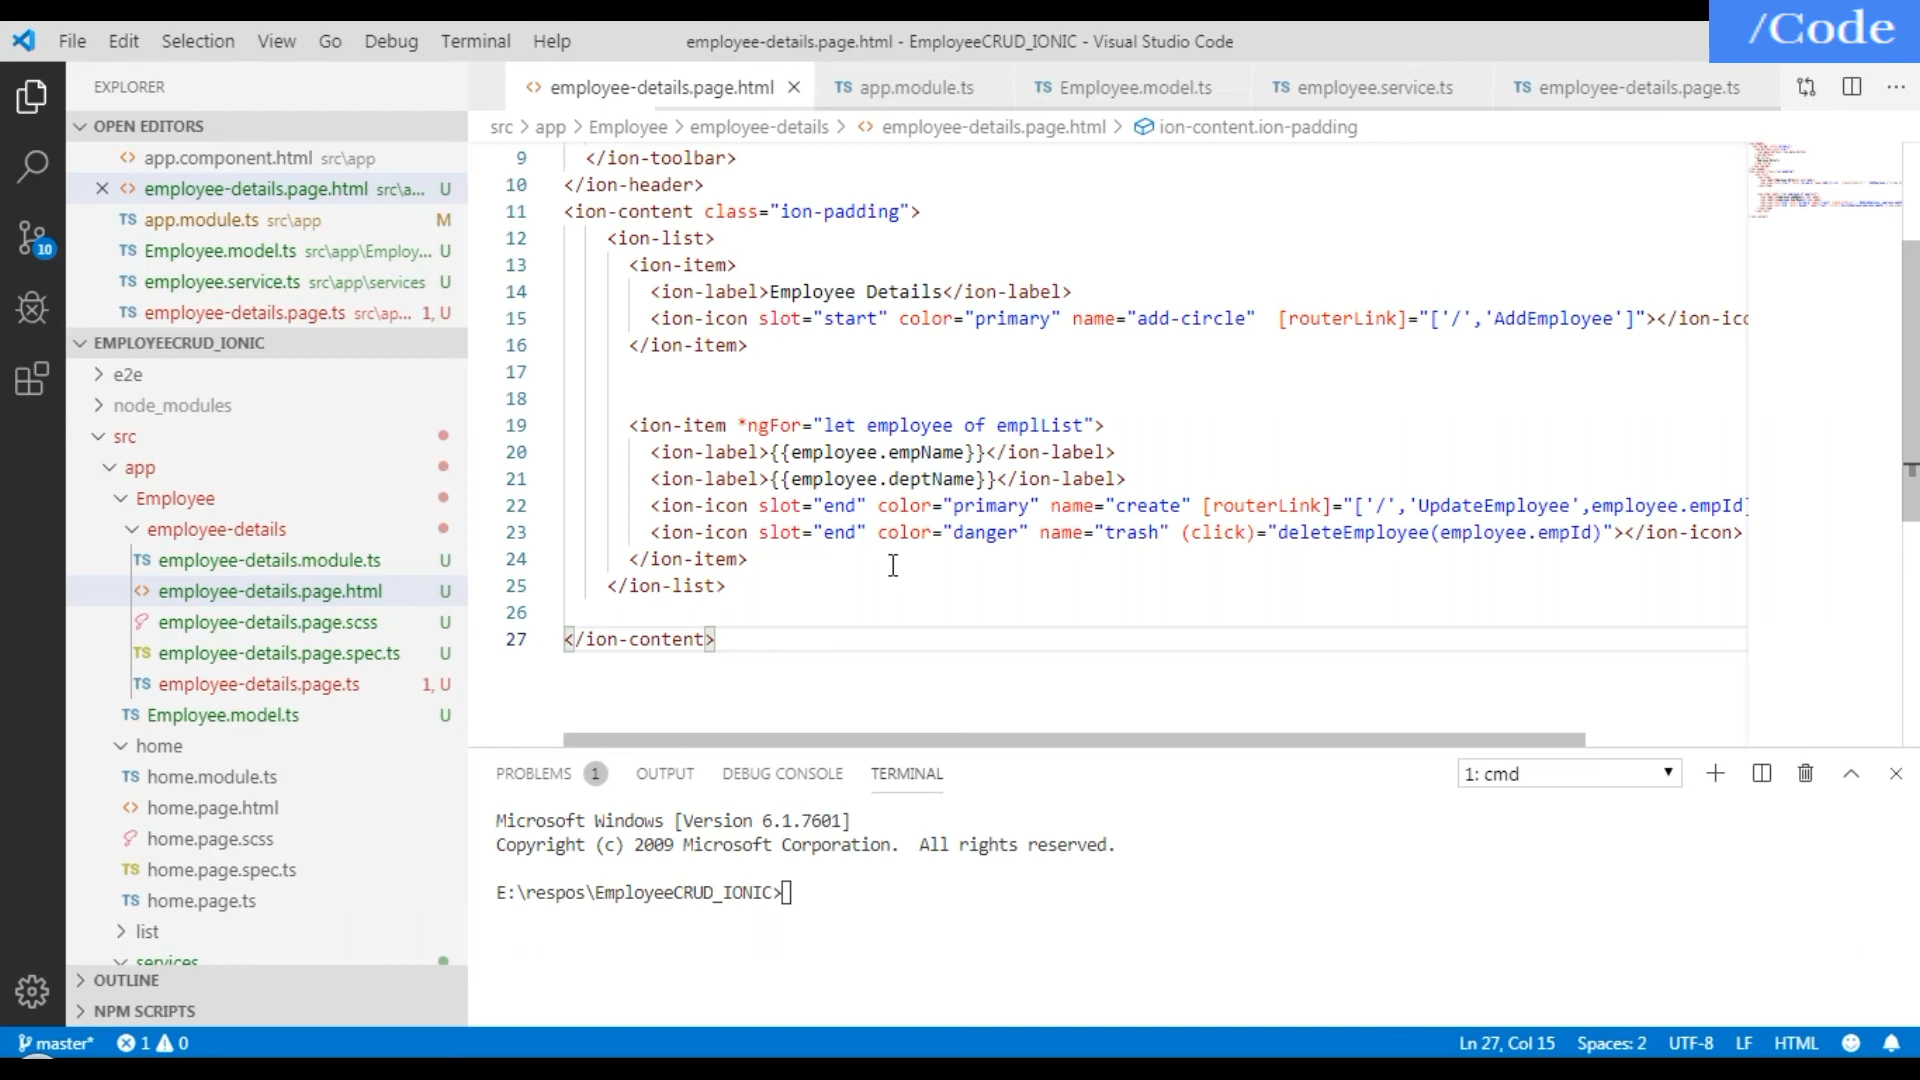 /Code
File Edit Selection View Go Debug Terminal Help
employee-details.page.html - EmployeeCRUD_IONIC - Visual Studio Code
EXPLORER
OPEN EDITORS
<> app.component.html src\app
<> employee-details.page.html src\a... U
TS app.module.ts src\app M
TS Employee.model.ts src\app\Employ... U
TS employee.service.ts src\app\services U
TS employee-details.page.ts src\ap... 1, U
EMPLOYEECRUD_IONIC
e2e
node_modules
src
app
Employee
employee-details
TS employee-details.module.ts U
<> employee-details.page.html U
employee-details.page.scss U
TS employee-details.page.spec.ts U
TS employee-details.page.ts 1, U
TS Employee.model.ts U
home
TS home.module.ts
<> home.page.html
home.page.scss
TS home.page.spec.ts
TS home.page.ts
list
services
OUTLINE
NPM SCRIPTS
10
<> employee-details.page.html TS app.module.ts TS Employee.model.ts TS employee.service.ts TS employee-details.page.ts
src > app > Employee > employee-details > <> employee-details.page.html > ion-content.ion-padding
9 </ion-toolbar>
10 </ion-header>
11 <ion-content class="ion-padding">
12 <ion-list>
13 <ion-item>
14 <ion-label>Employee Details</ion-label>
15 <ion-icon slot="start" color="primary" name="add-circle"  [routerLink]="['/','AddEmployee']"></ion-ico
16 </ion-item>
17
18
19 <ion-item *ngFor="let employee of emplList">
20 <ion-label>{{employee.empName}}</ion-label>
21 <ion-label>{{employee.deptName}}</ion-label>
22 <ion-icon slot="end" color="primary" name="create" [routerLink]="['/','UpdateEmployee',employee.empId]
23 <ion-icon slot="end" color="danger" name="trash" (click)="deleteEmployee(employee.empId)"></ion-icon>
24 </ion-item>
25 </ion-list>
26
27 </ion-content>
PROBLEMS 1 OUTPUT DEBUG CONSOLE TERMINAL 1: cmd
Microsoft Windows [Version 6.1.7601]
Copyright (c) 2009 Microsoft Corporation.  All rights reserved.
E:\respos\EmployeeCRUD_IONIC>
master* 1 0 Ln 27, Col 15 Spaces: 2 UTF-8 LF HTML